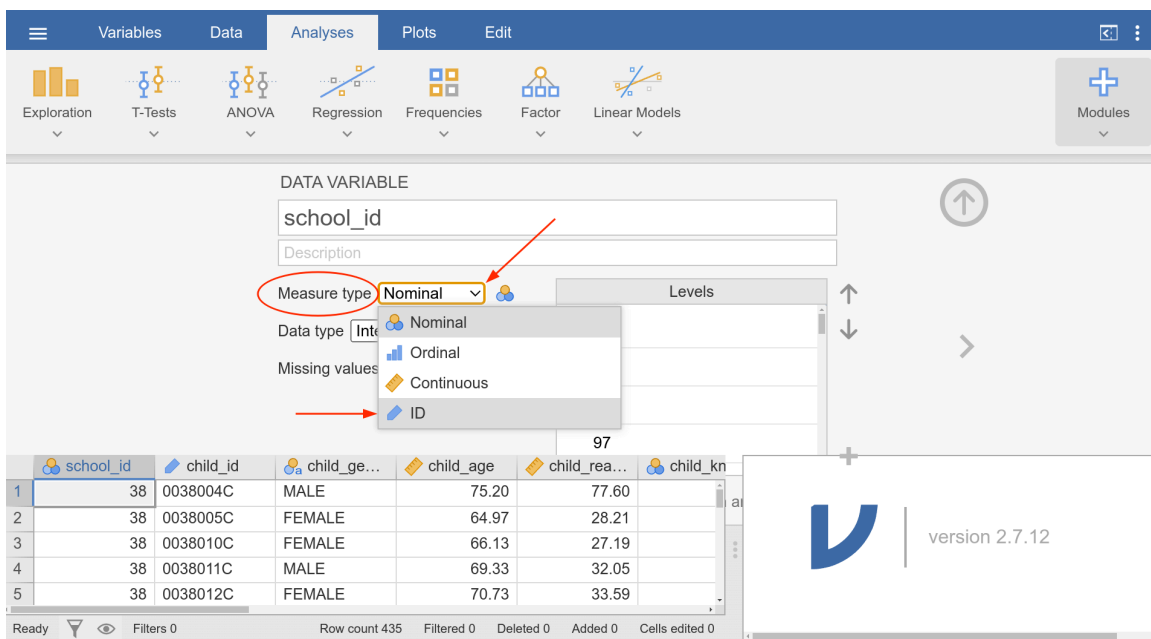 Variables Data Analyses Plots Edit
Exploration T-Tests ANOVA Regression Frequencies Factor Linear Models Modules
DATA VARIABLE
school_id
Description
Measure type Nominal
Levels
Nominal
Data type Inte
Ordinal
Missing values
Continuous
ID
97
school_id child_id a child_ge... child_age child_rea... child_kn
1 38 0038004C MALE 75.20 77.60
2 38 0038005C FEMALE 64.97 28.21
3 38 0038010C FEMALE 66.13 27.19
4 38 0038011C MALE 69.33 32.05
5 38 0038012C FEMALE 70.73 33.59
version 2.7.12
Ready Filters 0 Row count 435 Filtered 0 Deleted 0 Added 0 Cells edited 0